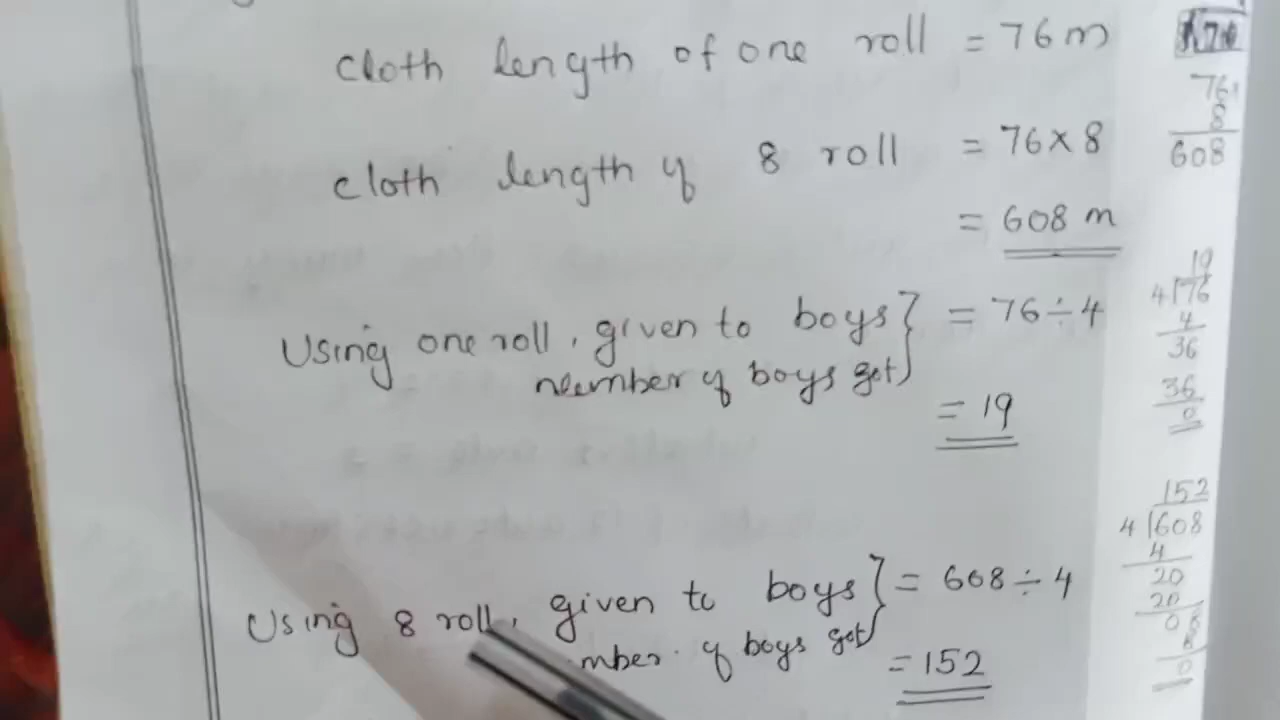 cloth length of one roll = 76 m
cloth length of 8 roll = 76 × 8
= 608 m
Using one roll, given to boys } = 76 ÷ 4
number of boys got
= 19
Using 8 roll, given to boys } = 608 ÷ 4
mber of boys got
= 152
76
8
608
19
4 76
4
36
36
0
152
4 608
4
20
20
08
8
0